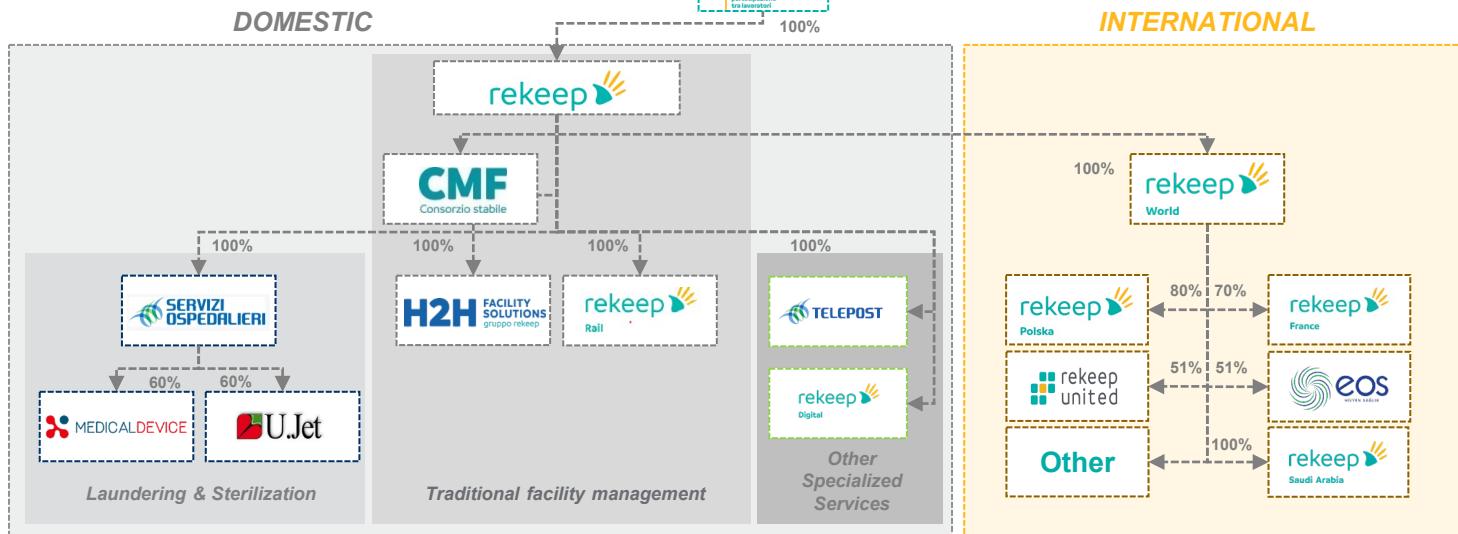 tra lavoratori
DOMESTIC
100%
INTERNATIONAL
rekeep
CMF
Consorzio stabile
100%
rekeep
World
100%
100%
100%
100%
SERVIZI
OSPEDALIERI
H2H FACILITY
SOLUTIONS
gruppo rekeep
rekeep
Rail
TELEPOST
rekeep
Polska
80%
70%
rekeep
France
60%
60%
MEDICALDEVICE
U.Jet
rekeep
Digital
rekeep
united
51%
51%
eos
Other
100%
rekeep
Saudi Arabia
Laundering & Sterilization
Traditional facility management
Other
Specialized
Services